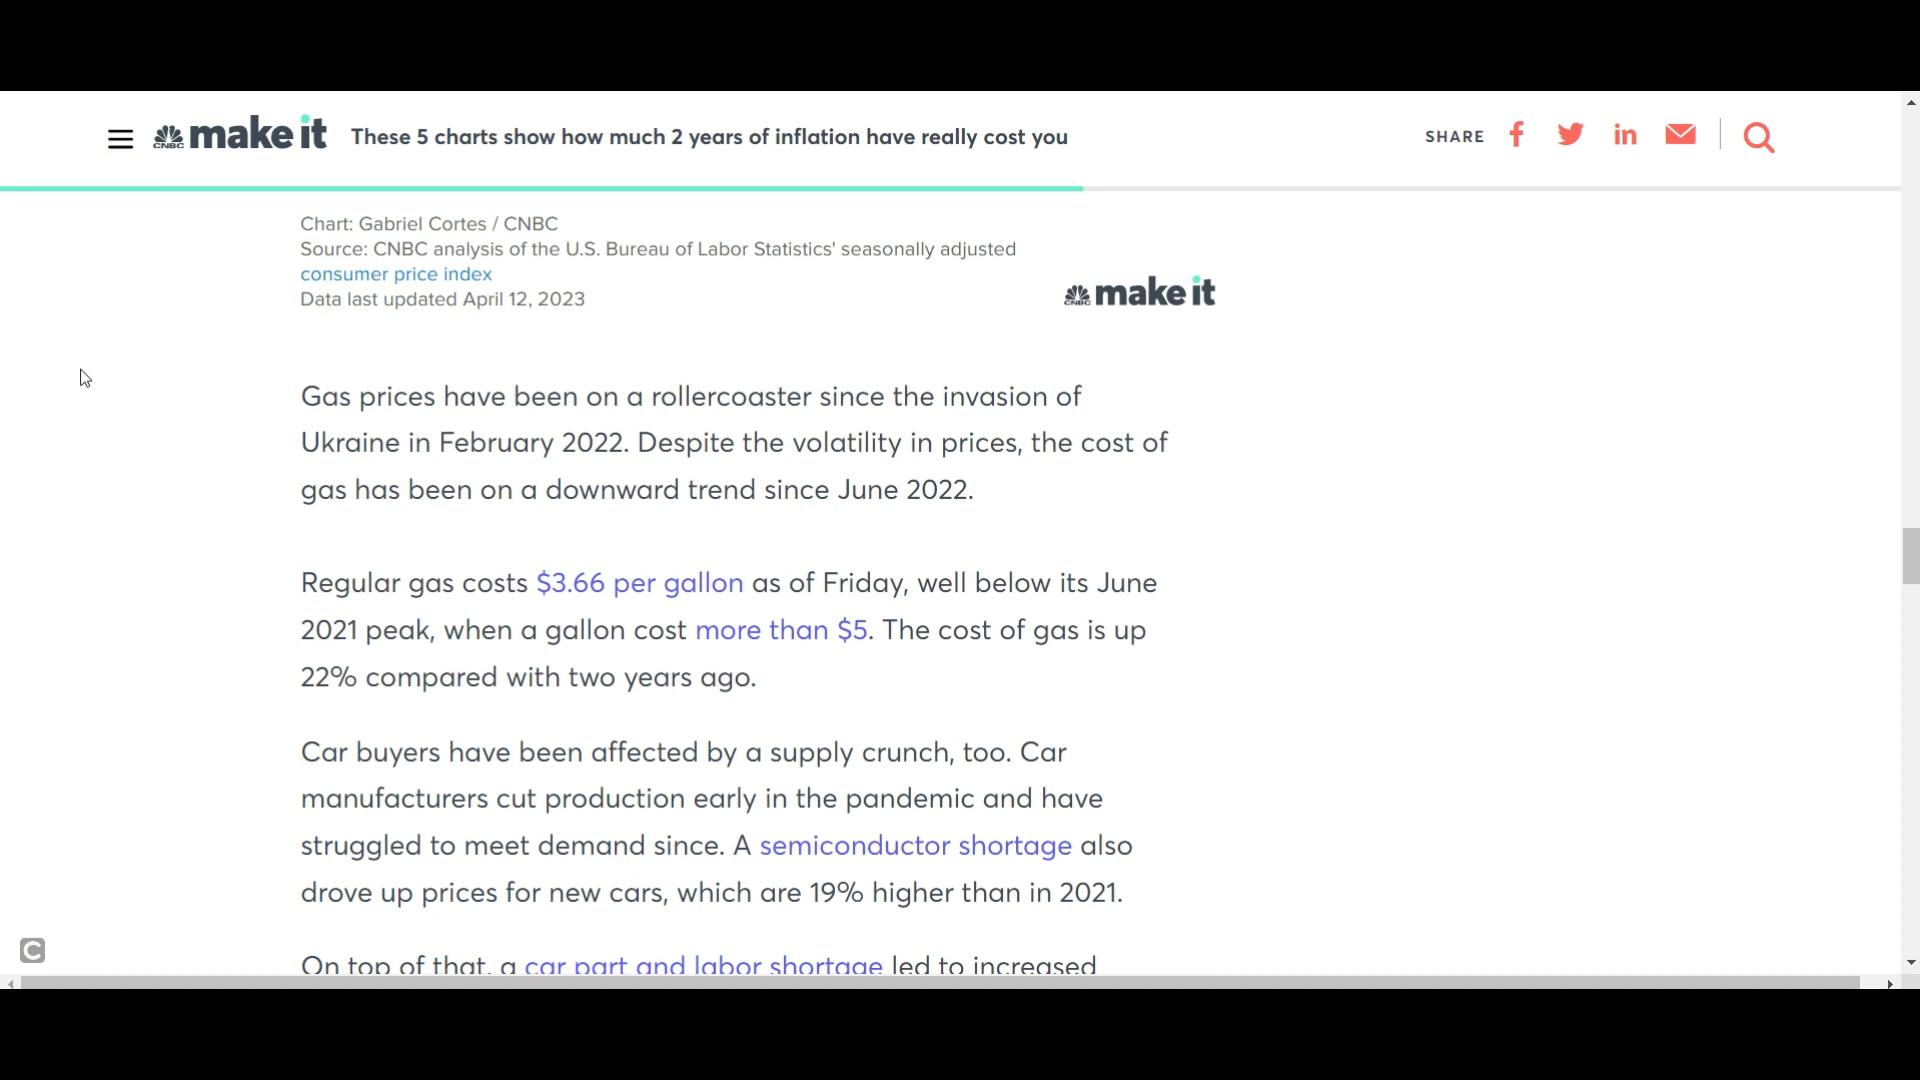 CNBC make it These 5 charts show how much 2 years of inflation have really cost you SHARE
Chart: Gabriel Cortes / CNBC
Source: CNBC analysis of the U.S. Bureau of Labor Statistics' seasonally adjusted
consumer price index
Data last updated April 12, 2023
CNBC make it
Gas prices have been on a rollercoaster since the invasion of
Ukraine in February 2022. Despite the volatility in prices, the cost of
gas has been on a downward trend since June 2022.
Regular gas costs $3.66 per gallon as of Friday, well below its June
2021 peak, when a gallon cost more than $5. The cost of gas is up
22% compared with two years ago.
Car buyers have been affected by a supply crunch, too. Car
manufacturers cut production early in the pandemic and have
struggled to meet demand since. A semiconductor shortage also
drove up prices for new cars, which are 19% higher than in 2021.
C
On top of that, a car part and labor shortage led to increased